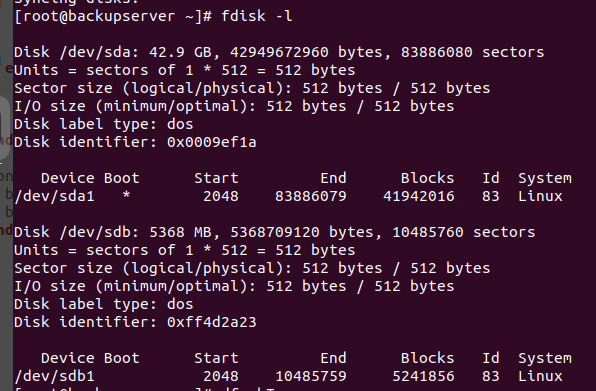 Syncing disks.
[root@backupserver ~]# fdisk -l
Disk /dev/sda: 42.9 GB, 42949672960 bytes, 83886080 sectors
Units = sectors of 1 * 512 = 512 bytes
Sector size (logical/physical): 512 bytes / 512 bytes
I/O size (minimum/optimal): 512 bytes / 512 bytes
Disk label type: dos
Disk identifier: 0x0009ef1a
Device Boot Start End Blocks Id System
/dev/sda1 * 2048 83886079 41942016 83 Linux
Disk /dev/sdb: 5368 MB, 5368709120 bytes, 10485760 sectors
Units = sectors of 1 * 512 = 512 bytes
Sector size (logical/physical): 512 bytes / 512 bytes
I/O size (minimum/optimal): 512 bytes / 512 bytes
Disk label type: dos
Disk identifier: 0xff4d2a23
Device Boot Start End Blocks Id System
/dev/sdb1 2048 10485759 5241856 83 Linux